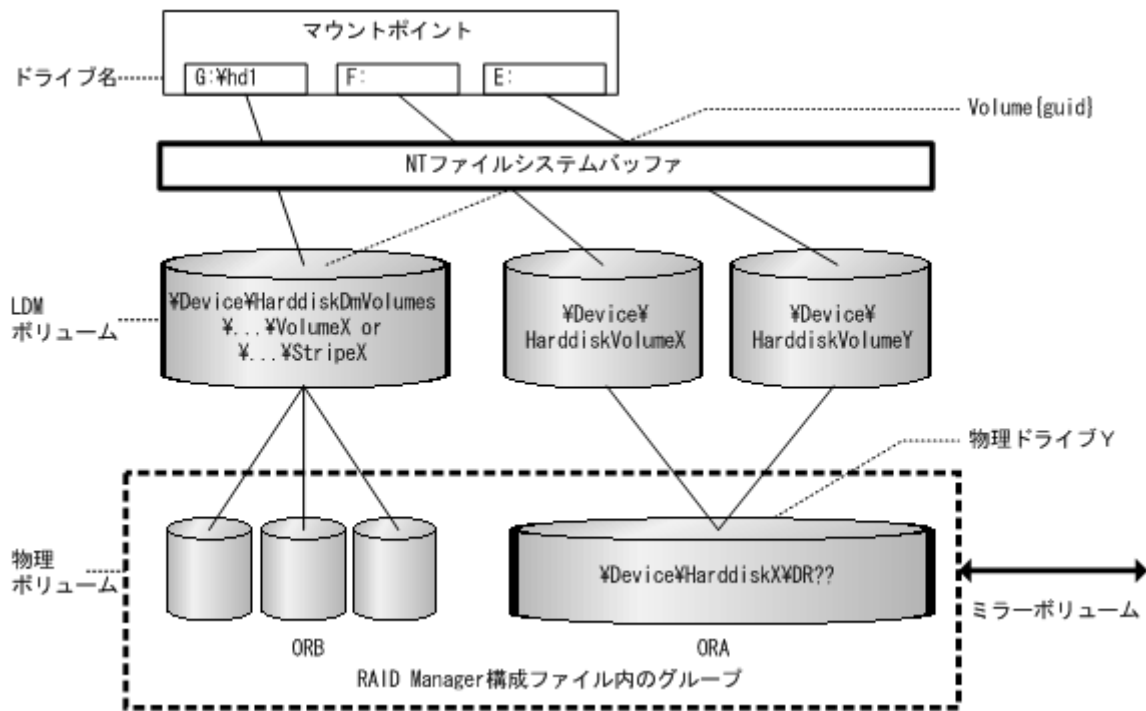 マウントポイント
ドライブ名
G:¥hd1
F:
E:
Volume{guid}
NTファイルシステムバッファ
LDM
ボリューム
¥Device¥HarddiskDmVolumes
¥...¥VolumeX or
¥...¥StripeX
¥Device¥
HarddiskVolumeX
¥Device¥
HarddiskVolumeY
物理ドライブY
物理
ボリューム
¥Device¥HarddiskX¥DR??
ミラーボリューム
ORB
ORA
RAID Manager構成ファイル内のグループ